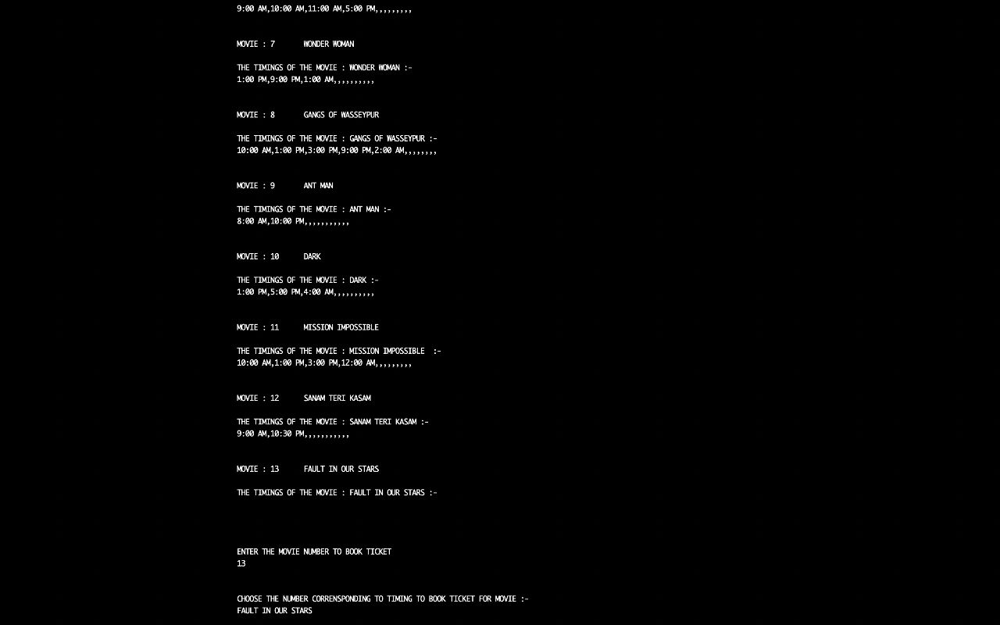 9:00 AM,10:00 AM,11:00 AM,5:00 PM,,,,,,,,,
MOVIE : 7      WONDER WOMAN
THE TIMINGS OF THE MOVIE : WONDER WOMAN :-
1:00 PM,9:00 PM,1:00 AM,,,,,,,,,,
MOVIE : 8      GANGS OF WASSEYPUR
THE TIMINGS OF THE MOVIE : GANGS OF WASSEYPUR :-
10:00 AM,1:00 PM,3:00 PM,9:00 PM,2:00 AM,,,,,,,,
MOVIE : 9      ANT MAN
THE TIMINGS OF THE MOVIE : ANT MAN :-
8:00 AM,10:00 PM,,,,,,,,,,,
MOVIE : 10      DARK
THE TIMINGS OF THE MOVIE : DARK :-
1:00 PM,5:00 PM,4:00 AM,,,,,,,,,,
MOVIE : 11      MISSION IMPOSSIBLE
THE TIMINGS OF THE MOVIE : MISSION IMPOSSIBLE  :-
10:00 AM,1:00 PM,3:00 PM,12:00 AM,,,,,,,,,
MOVIE : 12      SANAM TERI KASAM
THE TIMINGS OF THE MOVIE : SANAM TERI KASAM :-
9:00 AM,10:30 PM,,,,,,,,,,,
MOVIE : 13      FAULT IN OUR STARS
THE TIMINGS OF THE MOVIE : FAULT IN OUR STARS :-
ENTER THE MOVIE NUMBER TO BOOK TICKET
13
CHOOSE THE NUMBER CORRENSPONDING TO TIMING TO BOOK TICKET FOR MOVIE :-
FAULT IN OUR STARS